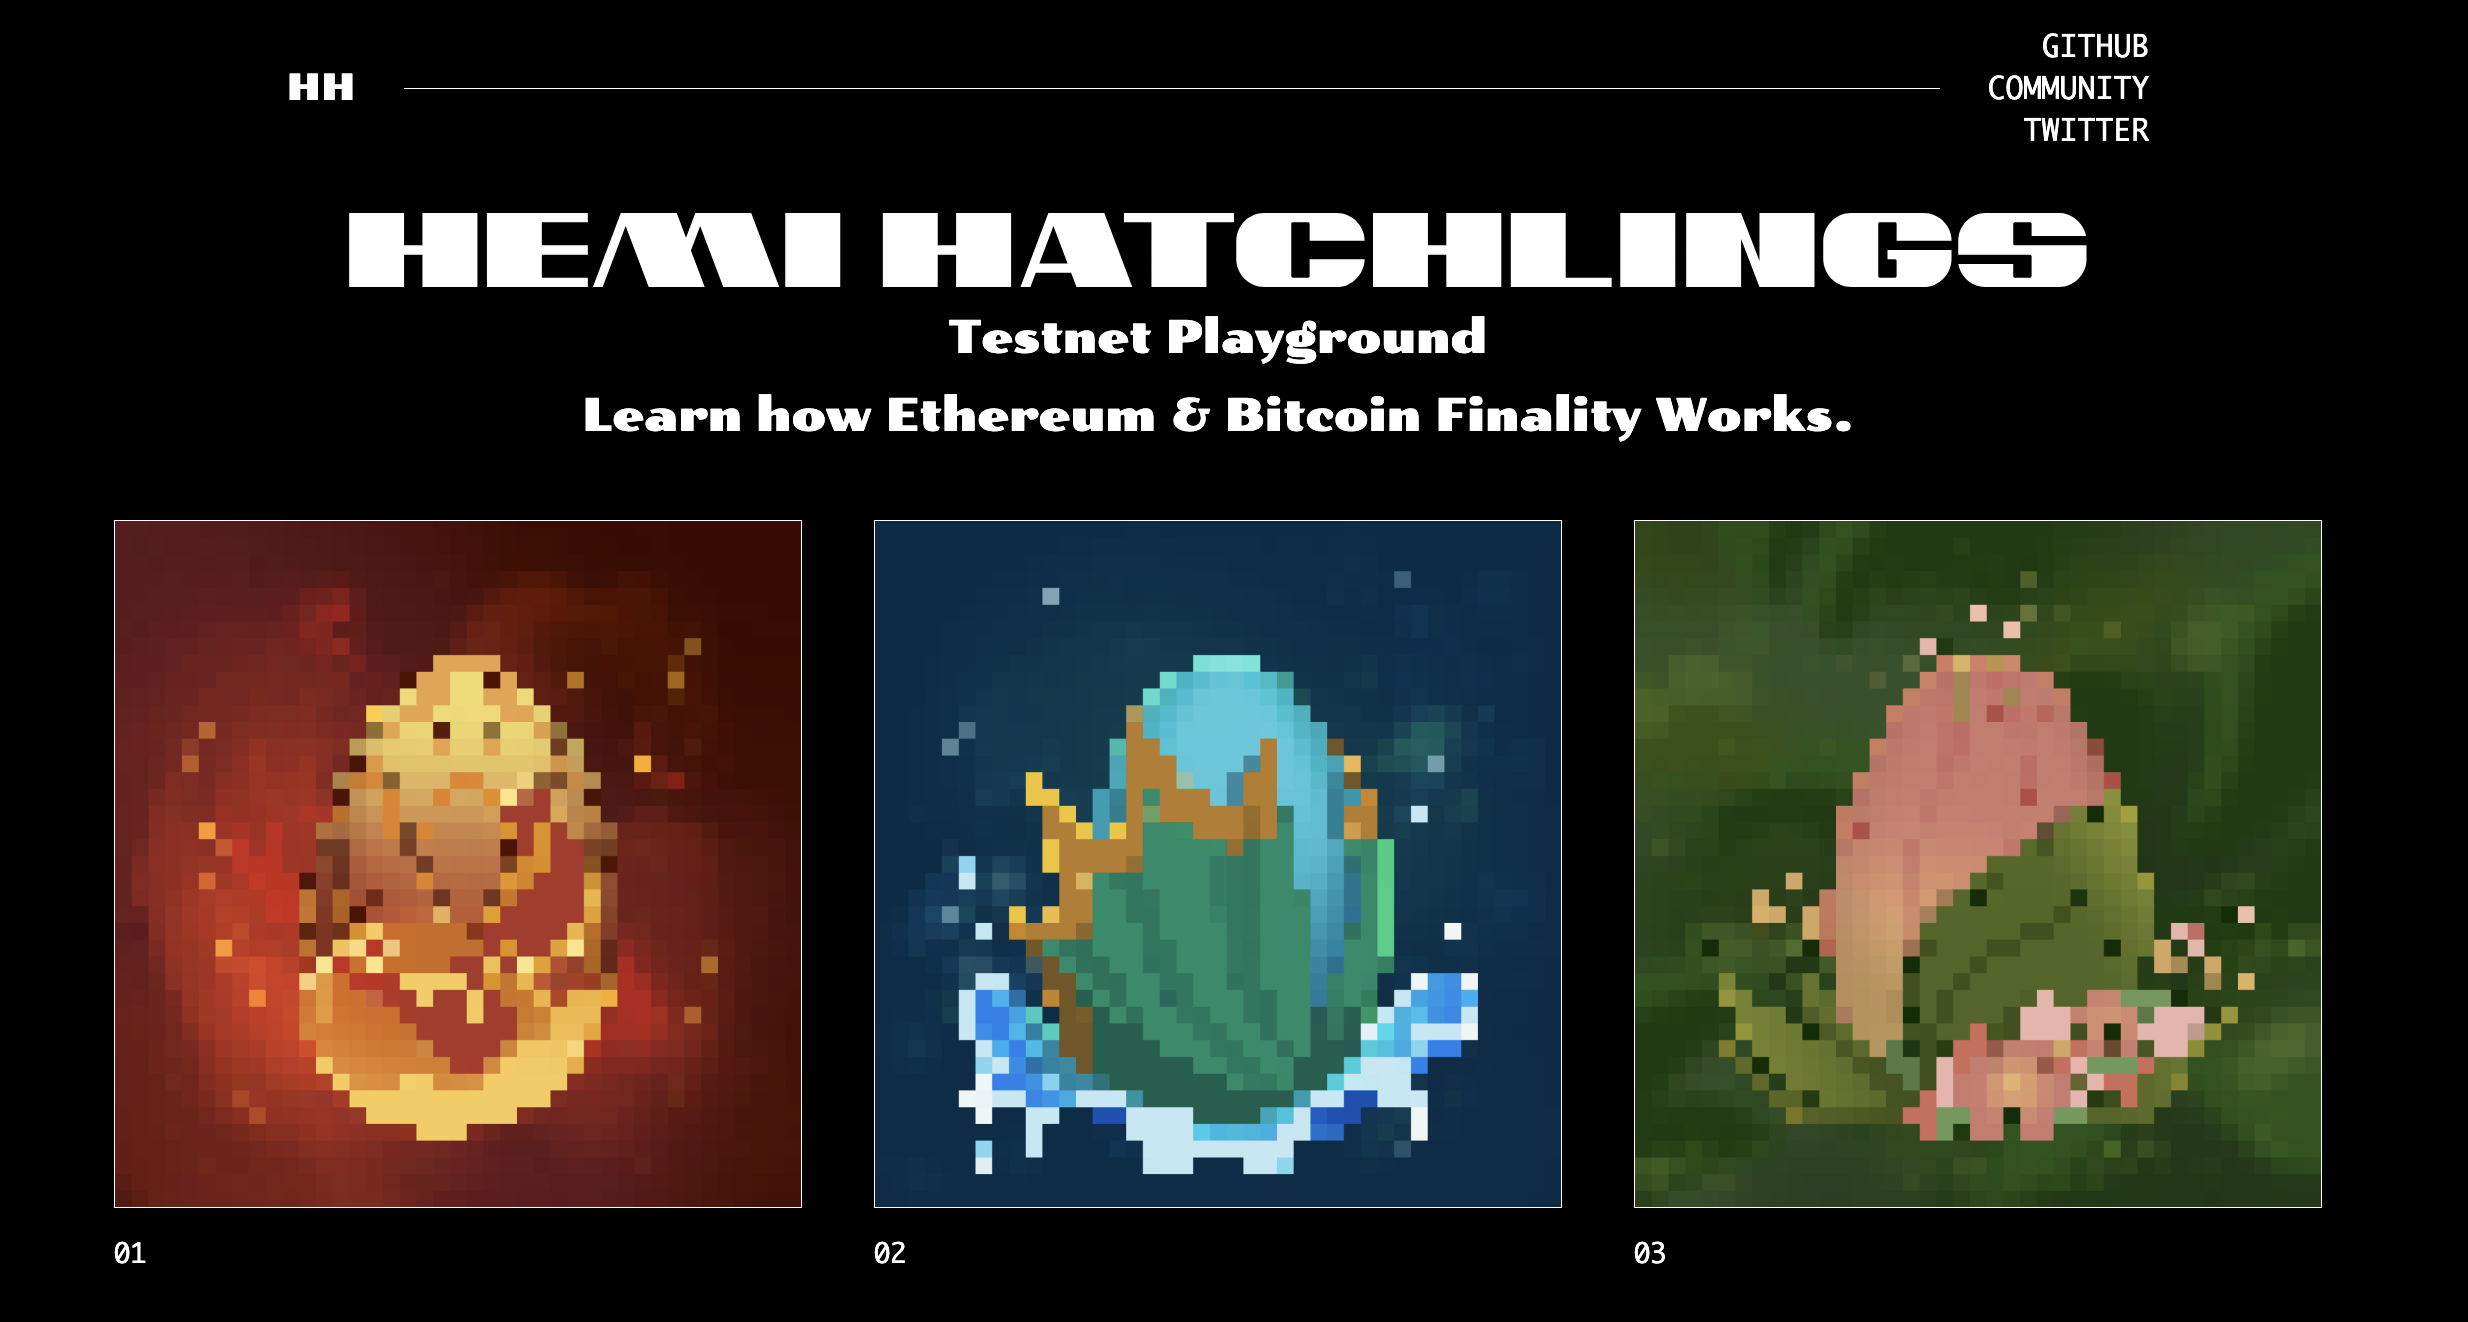 HH
GITHUB
COMMUNITY
TWITTER
HEMI HATCHLINGS
Testnet Playground
Learn how Ethereum & Bitcoin Finality Works.
01
02
03